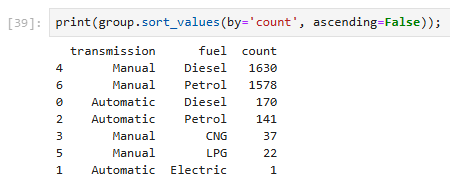 [39]: print(group.sort_values(by='count', ascending=False));
transmission fuel count
4 Manual Diesel 1630
6 Manual Petrol 1578
0 Automatic Diesel 170
2 Automatic Petrol 141
3 Manual CNG 37
5 Manual LPG 22
1 Automatic Electric 1